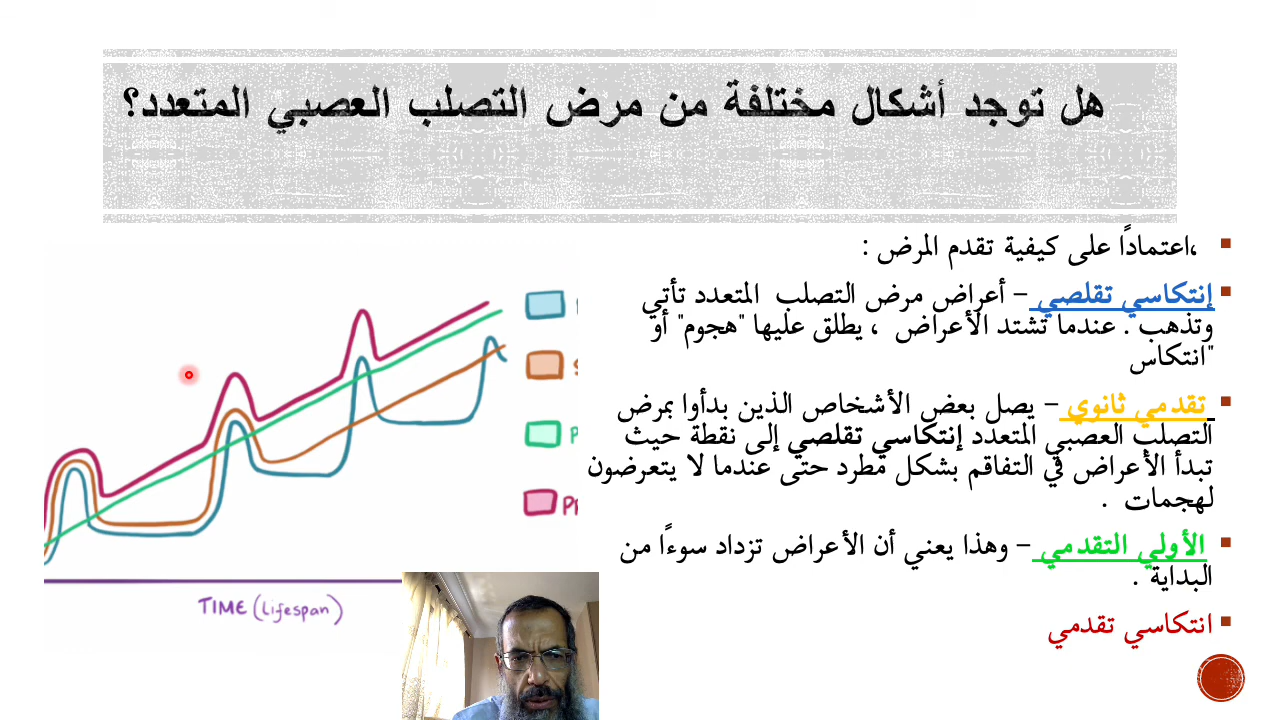 هل توجد أشكال مختلفة من مرض التصلب العصبي المتعدد؟
،اعتمادًا على كيفية تقدم المرض :
إنتكاسي تقلصي – أعراض مرض التصلب المتعدد تأتي
وتذهب . عندما تشتد الأعراض ، يطلق عليها "هجوم" أو
"انتكاس
تقدمي ثانوي – يصل بعض الأشخاص الذين بدأوا بمرض
التصلب العصبي المتعدد إنتكاسي تقلصي إلى نقطة حيث
تبدأ الأعراض في التفاقم بشكل مطرد حتى عندما لا يتعرضون
لهجمات .
الأولي التقدمي – وهذا يعني أن الأعراض تزداد سوءًا من
البداية .
انتكاسي تقدمي
TIME (Lifespan)